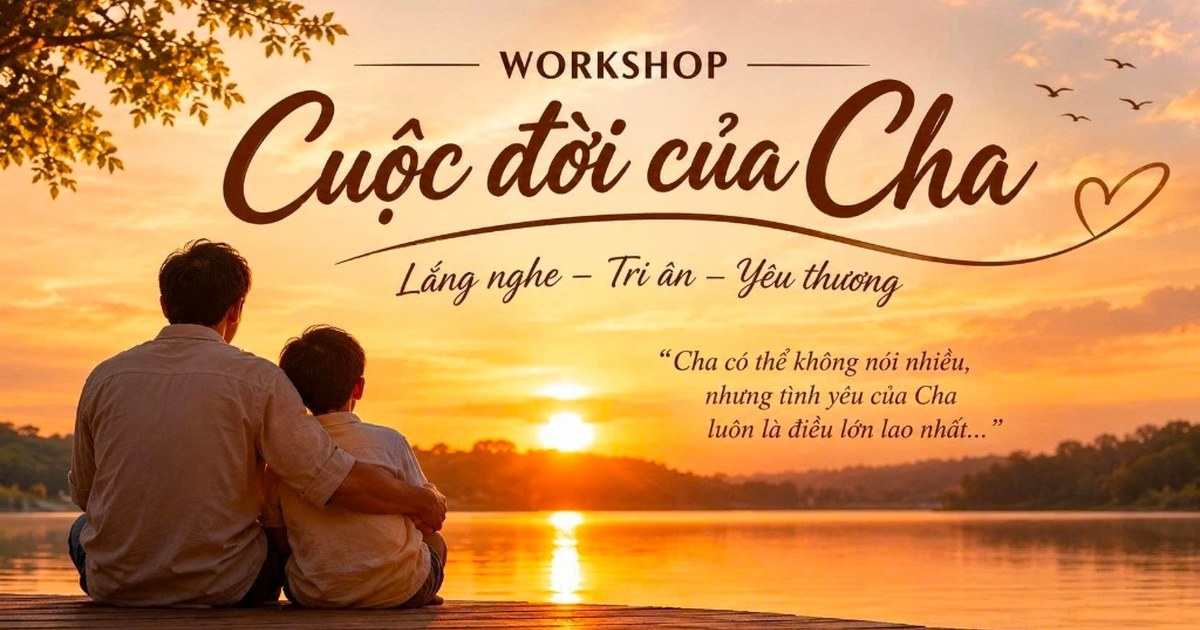 WORKSHOP
Cuộc đời của Cha
Lắng nghe – Tri ân – Yêu thương
“Cha có thể không nói nhiều,
nhưng tình yêu của Cha
luôn là điều lớn lao nhất...”